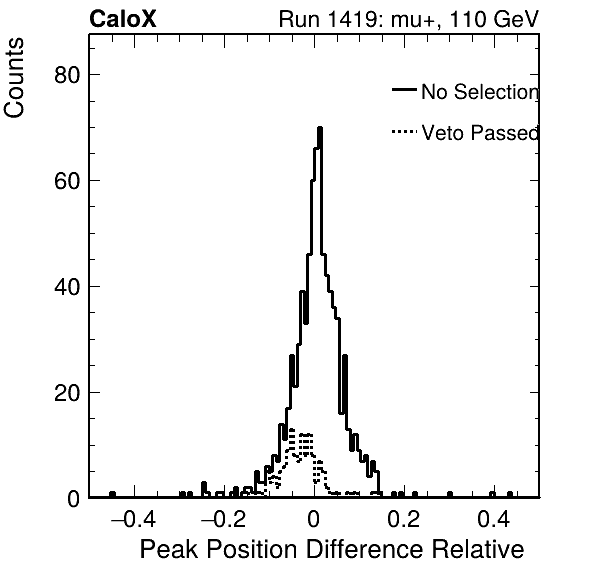 CaloX Run 1419: mu+, 110 GeV
Counts
80
60
40
20
0
No Selection
Veto Passed
−0.4 −0.2 0 0.2 0.4
Peak Position Difference Relative